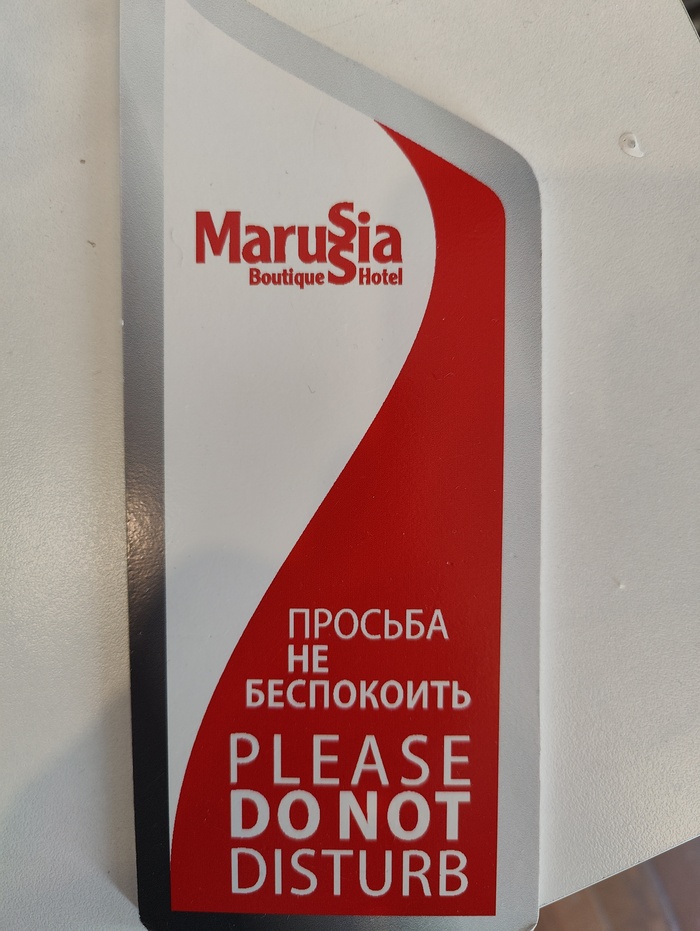 Marussia
Boutique Hotel
ПРОСЬБА
НЕ
БЕСПОКОИТЬ
PLEASE
DO NOT
DISTURB